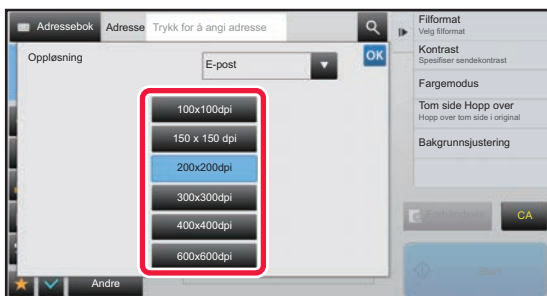 Adressebok
Adresse
Trykk for å angi adresse
Oppløsning
E-post
OK
100x100dpi
150 x 150 dpi
200x200dpi
300x300dpi
400x400dpi
600x600dpi
Andre
Filformat
Velg filformat
Kontrast
Spesifiser sendekontrast
Fargemodus
Tom side Hopp over
Hopp over tom side i original
Bakgrunnsjustering
CA
Start